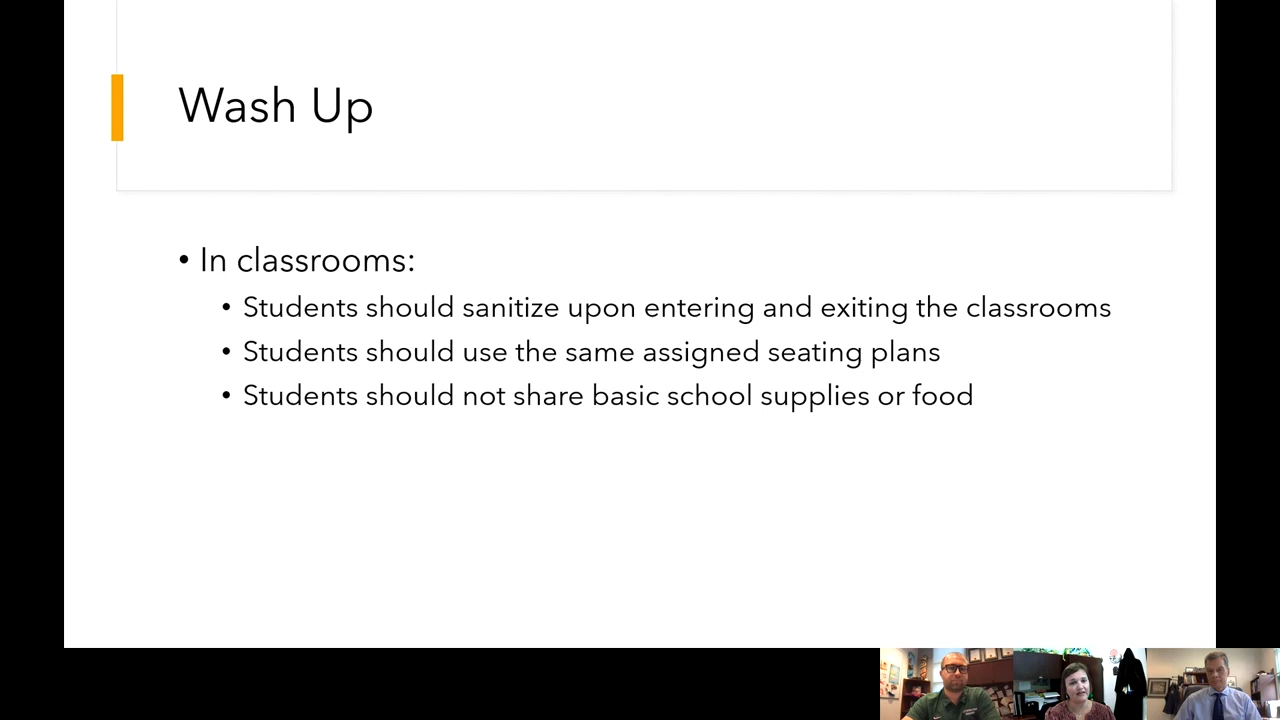 Wash Up
• In classrooms:
• Students should sanitize upon entering and exiting the classrooms
• Students should use the same assigned seating plans
• Students should not share basic school supplies or food